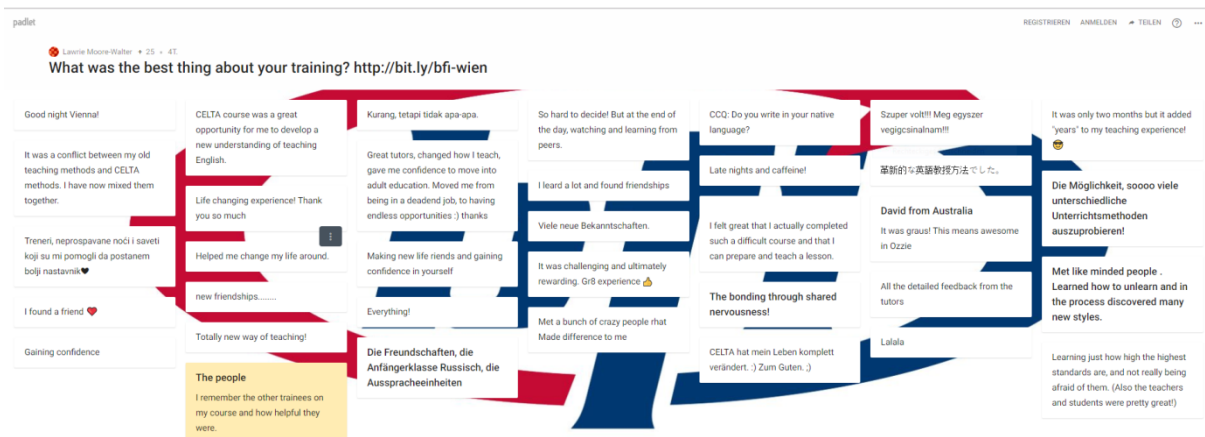 padlet
REGISTRIEREN ANMELDEN TEILEN
Lawrie Moore-Walter + 25 • 4T.
What was the best thing about your training? http://bit.ly/bfi-wien
Good night Vienna!
It was a conflict between my old
teaching methods and CELTA
methods. I have now mixed them
together.
Treneri, neprospavane noći i saveti
koji su mi pomogli da postanem
bolji nastavnik🖤
I found a friend ❤️
Gaining confidence
CELTA course was a great
opportunity for me to develop a
new understanding of teaching
English.
Life changing experience! Thank
you so much
Helped me change my life around.
new friendships........
Totally new way of teaching!
The people
I remember the other trainees on
my course and how helpful they
were.
Kurang, tetapi tidak apa-apa.
Great tutors, changed how I teach,
gave me confidence to move into
adult education. Moved me from
being in a deadend job, to having
endless opportunities :) thanks
Making new life riends and gaining
confidence in yourself
Everything!
Die Freundschaften, die
Anfängerklasse Russisch, die
Ausspracheeinheiten
So hard to decide! But at the end of
the day, watching and learning from
peers.
I leard a lot and found friendships
Viele neue Bekanntschaften.
It was challenging and ultimately
rewarding. Gr8 experience 👍
Met a bunch of crazy people rhat
Made difference to me
CCQ: Do you write in your native
language?
Late nights and caffeine!
I felt great that I actually completed
such a difficult course and that I
can prepare and teach a lesson.
The bonding through shared
nervousness!
CELTA hat mein Leben komplett
verändert. :) Zum Guten. ;)
Szuper volt!!! Meg egyszer
vegigcsinalnam!!!
革新的な英語教授方法でした。
David from Australia
It was graus! This means awesome
in Ozzie
All the detailed feedback from the
tutors
Lalala
It was only two months but it added
"years" to my teaching experience!
😎
Die Möglichkeit, soooo viele
unterschiedliche
Unterrichtsmethoden
auszuprobieren!
Met like minded people .
Learned how to unlearn and in
the process discovered many
new styles.
Learning just how high the highest
standards are, and not really being
afraid of them. (Also the teachers
and students were pretty great!)